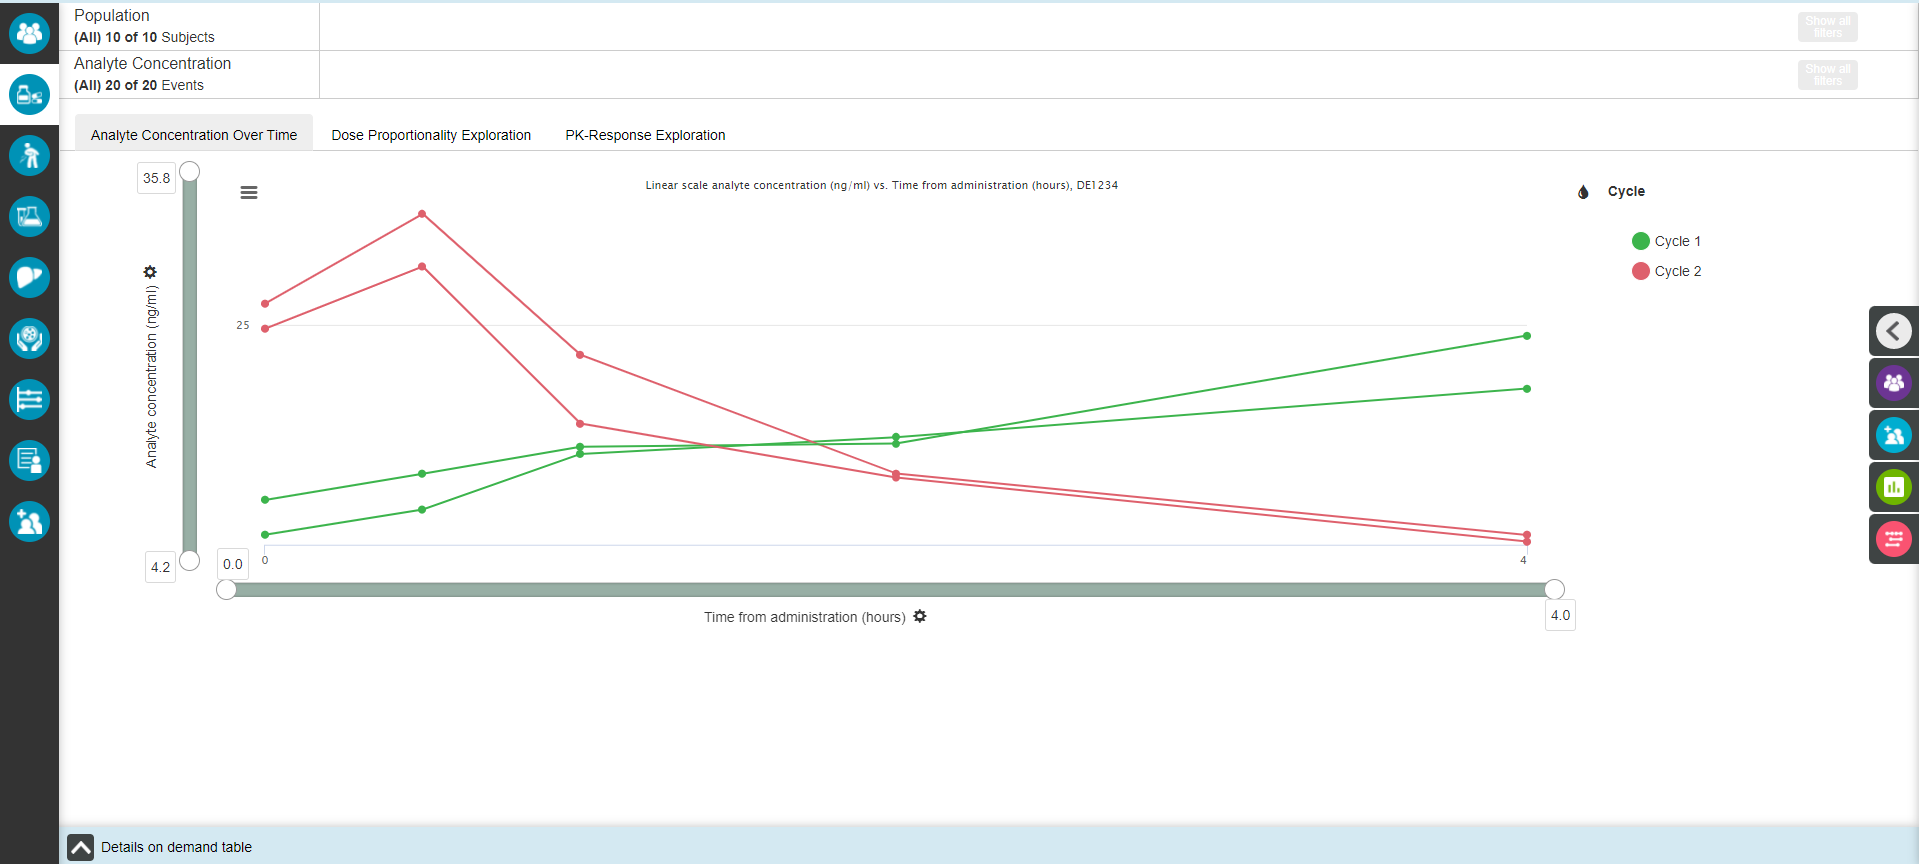 Population
(All) 10 of 10 Subjects
Show all
filters
Analyte Concentration
(All) 20 of 20 Events
Show all
filters
Analyte Concentration Over Time
Dose Proportionality Exploration
PK-Response Exploration
35.8
Linear scale analyte concentration (ng/ml) vs. Time from administration (hours), DE1234
Cycle
Cycle 1
Cycle 2
Analyte concentration (ng/ml)
25
4.2
0.0
0
4
Time from administration (hours)
4.0
Details on demand table